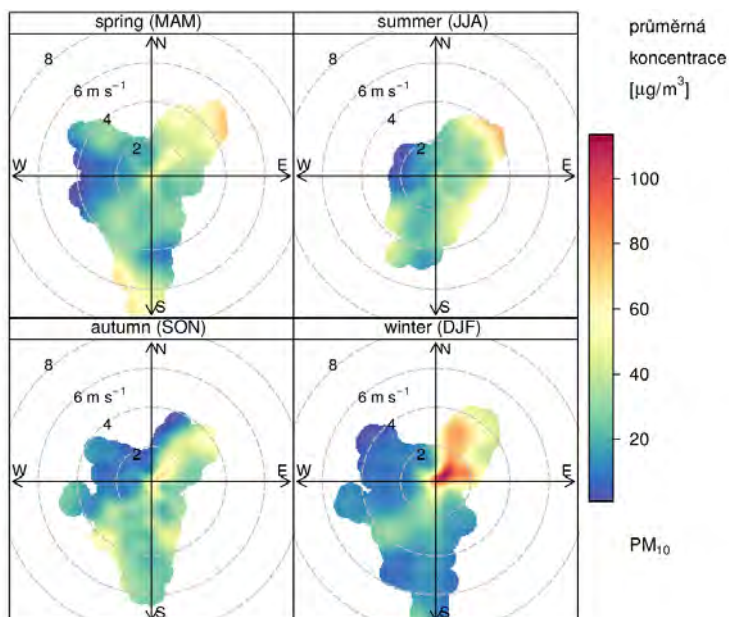 spring (MAM)
summer (JJA)
N
8
6 m s⁻¹
4
2
W
E
S
N
8
6 m s⁻¹
4
2
W
E
S
autumn (SON)
winter (DJF)
N
8
6 m s⁻¹
4
2
W
E
S
N
8
6 m s⁻¹
4
2
W
E
S
průměrná
koncentrace
[µg/m³]
100
80
60
40
20
PM₁₀